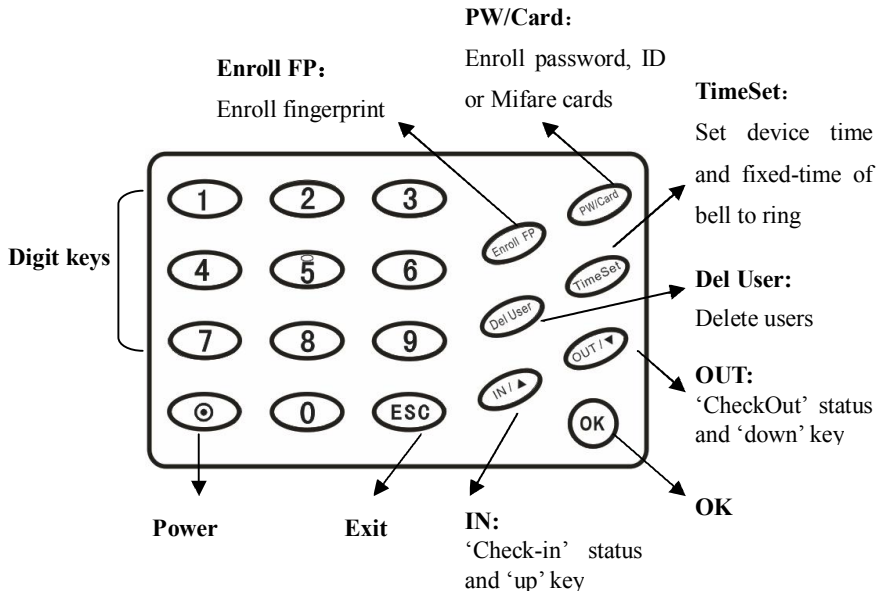 PW/Card：
Enroll password, ID
or Mifare cards
Enroll FP：
Enroll fingerprint
TimeSet：
Set device time
and fixed-time of
bell to ring
Digit keys
1 2 3
PW/Card
Enroll FP
4 5 6
TimeSet
Del User
7 8 9
OUT/▼
IN/▲
0 ESC
OK
Del User:
Delete users
OUT:
‘CheckOut’ status
and ‘down’ key
OK
Power
Exit
IN:
‘Check-in’ status
and ‘up’ key